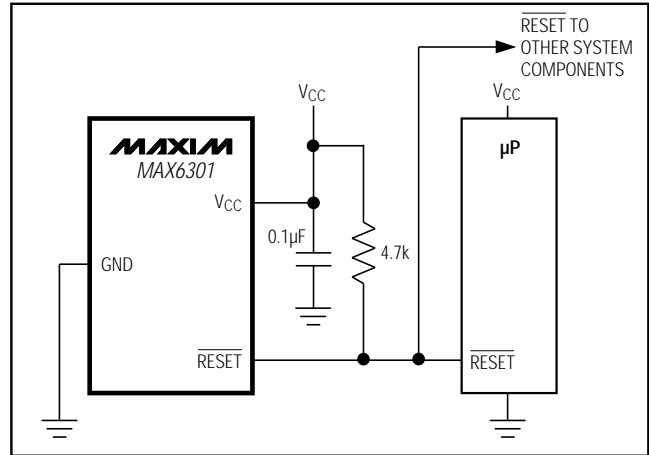 RESET TO
OTHER SYSTEM
COMPONENTS
VCC
VCC
MAXIM
MAX6301
µP
VCC
0.1µF
4.7k
GND
RESET
RESET